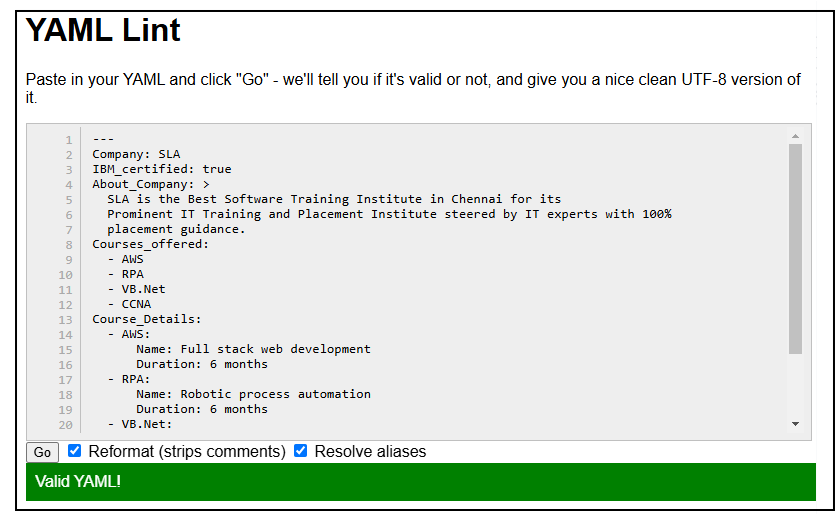 YAML Lint
Paste in your YAML and click "Go" - we'll tell you if it's valid or not, and give you a nice clean UTF-8 version of
it.
1 ---
2 Company: SLA
3 IBM_certified: true
4 About_Company: >
5   SLA is the Best Software Training Institute in Chennai for its
6   Prominent IT Training and Placement Institute steered by IT experts with 100%
7   placement guidance.
8 Courses_offered:
9   - AWS
10   - RPA
11   - VB.Net
12   - CCNA
13 Course_Details:
14   - AWS:
15       Name: Full stack web development
16       Duration: 6 months
17   - RPA:
18       Name: Robotic process automation
19       Duration: 6 months
20   - VB.Net:
Go Reformat (strips comments) Resolve aliases
Valid YAML!